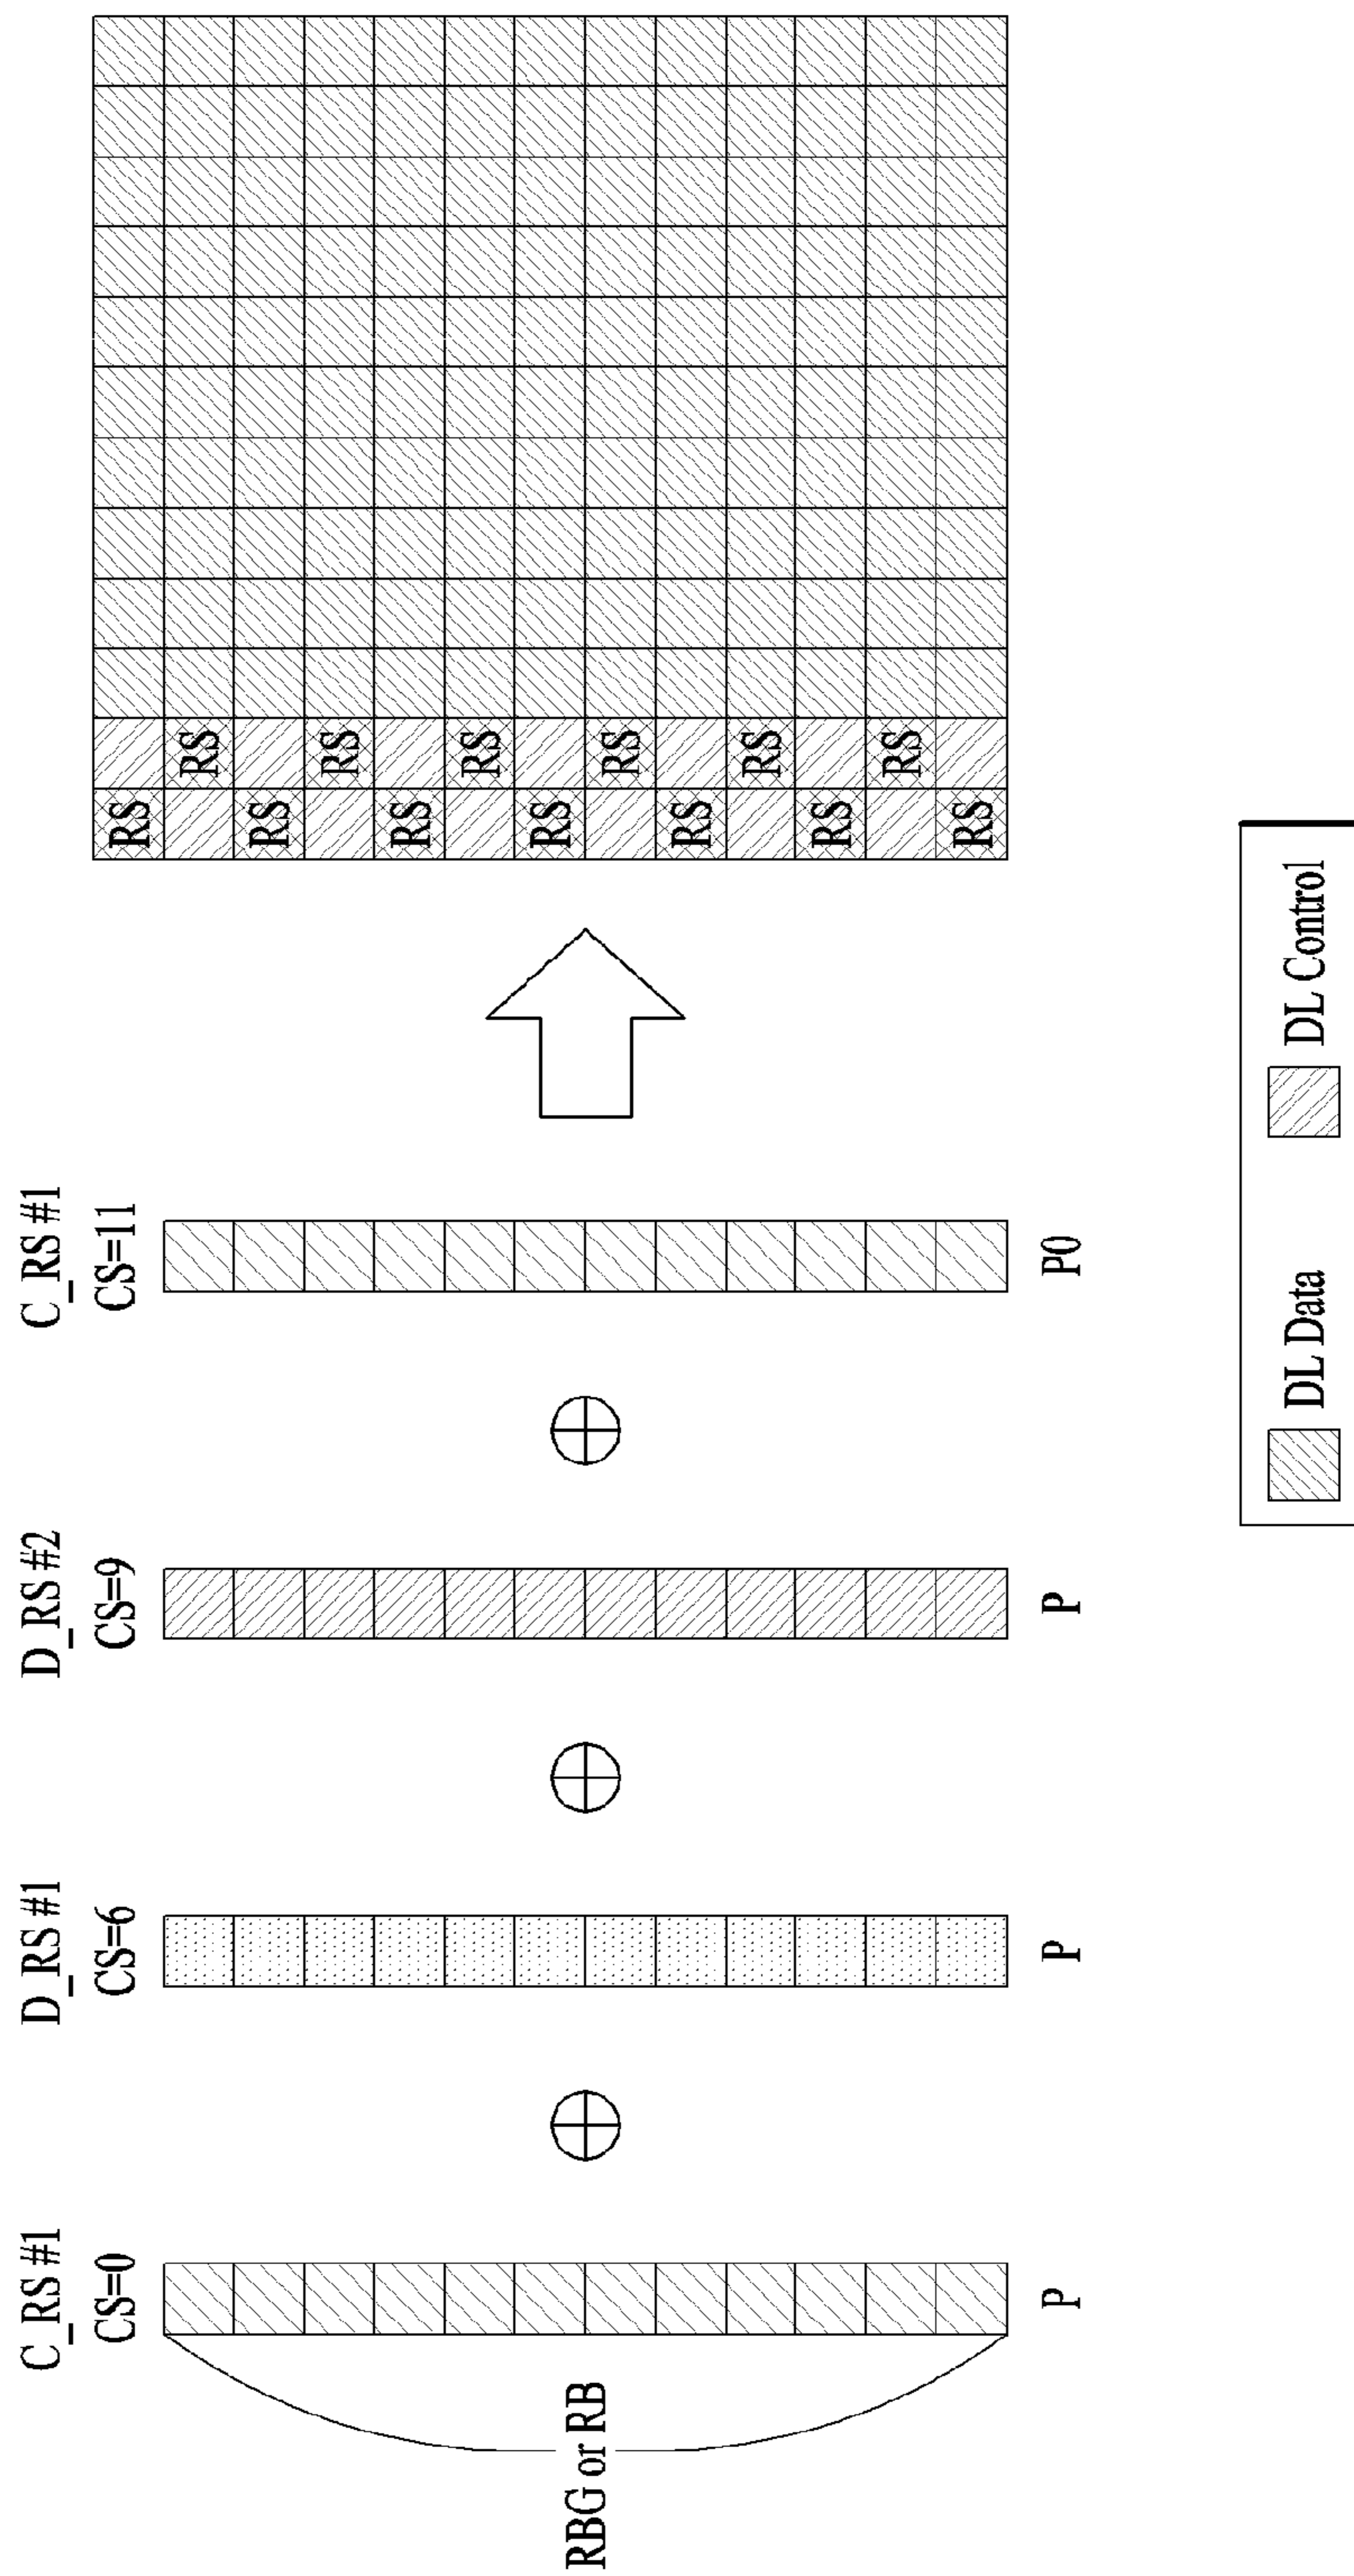 C_RS #1
CS=0
D_RS #1
CS=6
D_RS #2
CS=9
C_RS #1
CS=11
RBG or RB
P
P
P
P0
RS
RS
RS
RS
RS
RS
RS
RS
RS
RS
RS
RS
RS
DL Data
DL Control